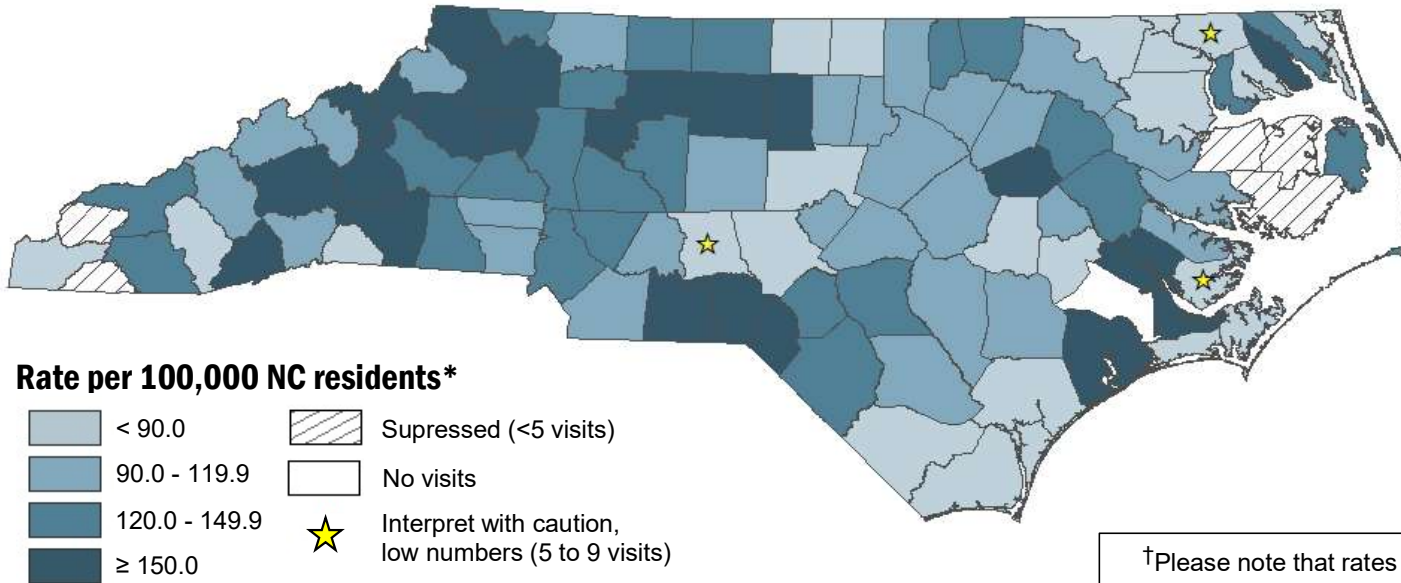 Rate per 100,000 NC residents*
< 90.0
90.0 - 119.9
120.0 - 149.9
≥ 150.0
Supressed (<5 visits)
No visits
Interpret with caution,
low numbers (5 to 9 visits)
†Please note that rates